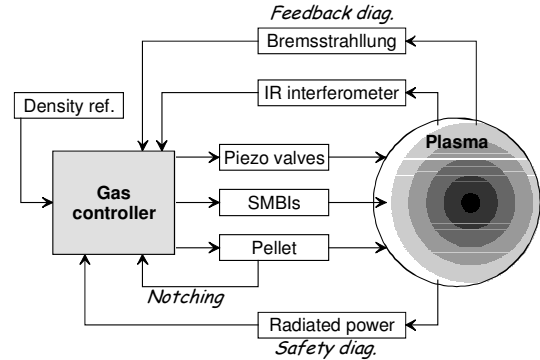 Feedback diag.
Bremsstrahllung
IR interferometer
Density ref.
Plasma
Piezo valves
Gas
controller
SMBIs
Pellet
Notching
Radiated power
Safety diag.